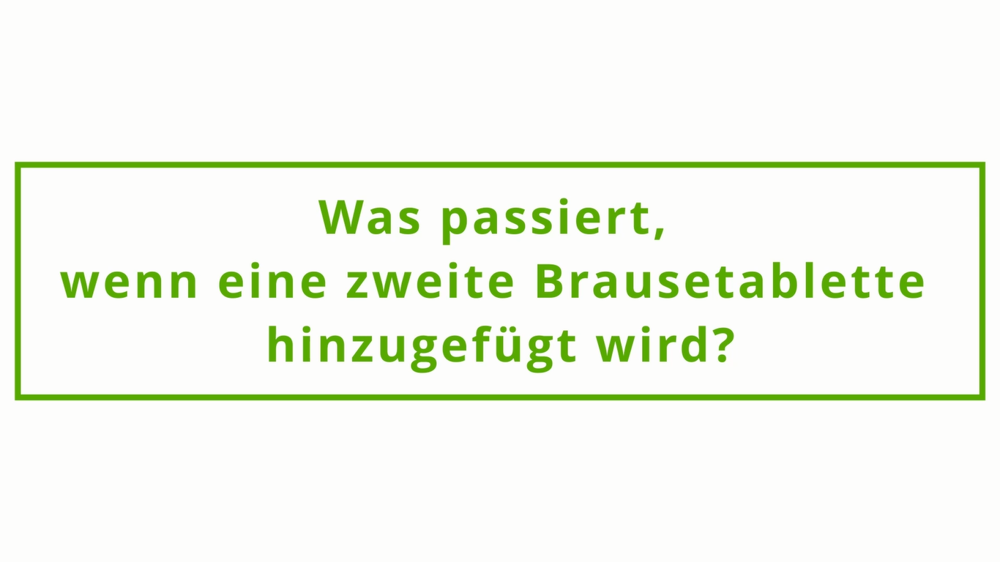 Was passiert,
wenn eine zweite Brausetablette
hinzugefügt wird?